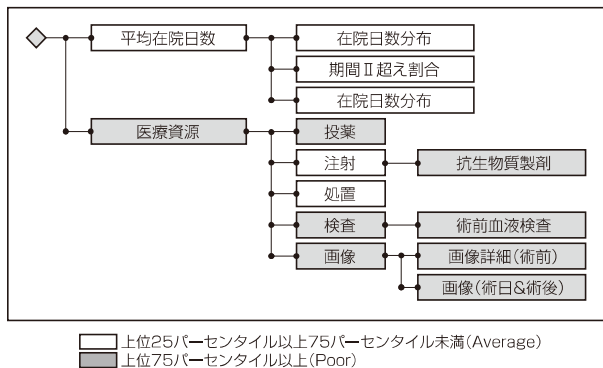 平均在院日数
在院日数分布
期間Ⅱ超え割合
在院日数分布
医療資源
投薬
注射
抗生物質製剤
処置
検査
術前血液検査
画像
画像詳細(術前)
画像(術日&術後)
上位25パーセンタイル以上75パーセンタイル未満(Average)
上位75パーセンタイル以上(Poor)